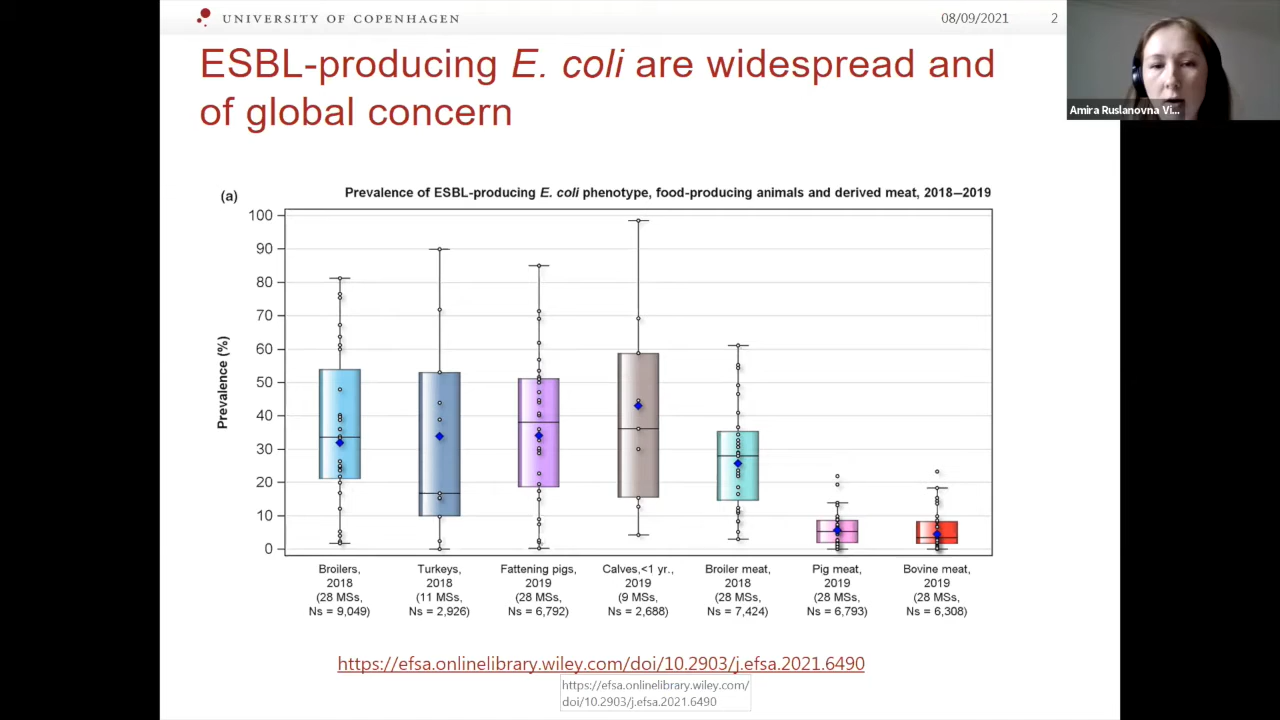 UNIVERSITY OF COPENHAGEN
08/09/2021
2
Amira Ruslanovna Vi...
ESBL-producing E. coli are widespread and
of global concern
(a)
Prevalence of ESBL-producing E. coli phenotype, food-producing animals and derived meat, 2018–2019
Prevalence (%)
100
90
80
70
60
50
40
30
20
10
0
Broilers,
2018
(28 MSs,
Ns = 9,049)
Turkeys,
2018
(11 MSs,
Ns = 2,926)
Fattening pigs,
2019
(28 MSs,
Ns = 6,792)
Calves,<1 yr.,
2019
(9 MSs,
Ns = 2,688)
Broiler meat,
2018
(28 MSs,
Ns = 7,424)
Pig meat,
2019
(28 MSs,
Ns = 6,793)
Bovine meat,
2019
(28 MSs,
Ns = 6,308)
https://efsa.onlinelibrary.wiley.com/doi/10.2903/j.efsa.2021.6490
https://efsa.onlinelibrary.wiley.com/
doi/10.2903/j.efsa.2021.6490